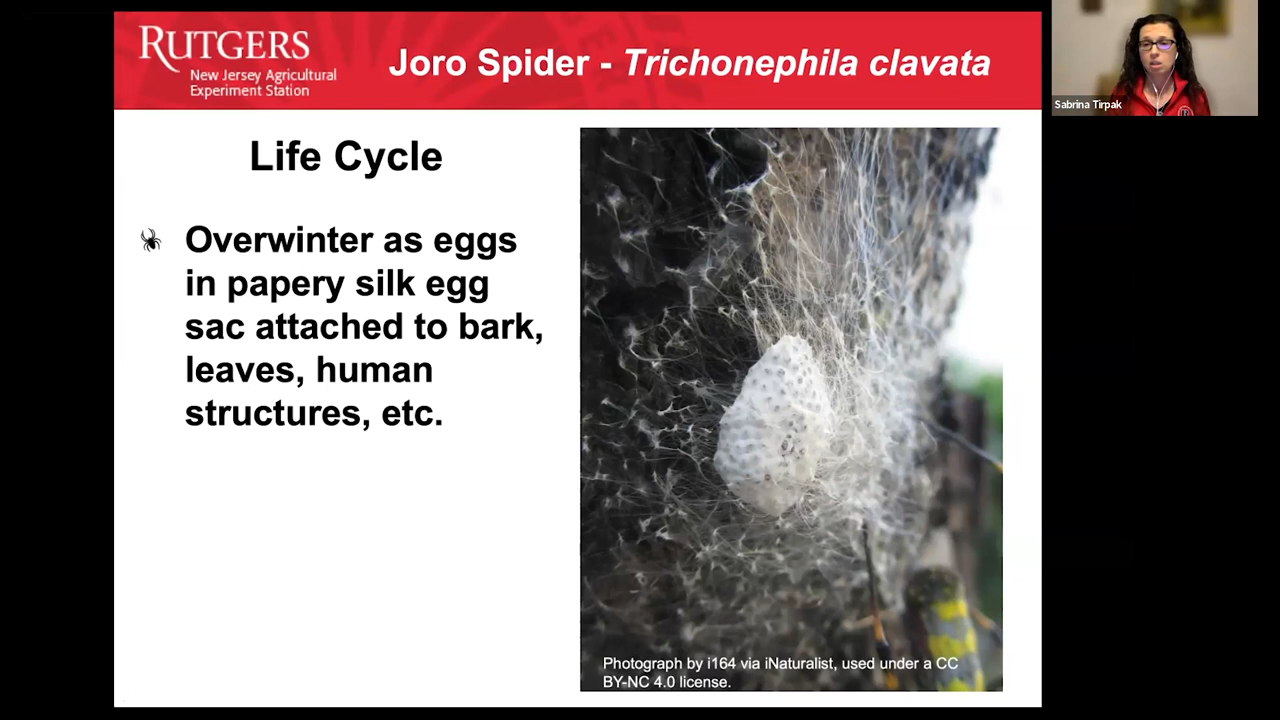 RUTGERS
New Jersey Agricultural
Experiment Station
Joro Spider - Trichonephila clavata
Sabrina Tirpak
Life Cycle
Overwinter as eggs
in papery silk egg
sac attached to bark,
leaves, human
structures, etc.
Photograph by i164 via iNaturalist, used under a CC
BY-NC 4.0 license.